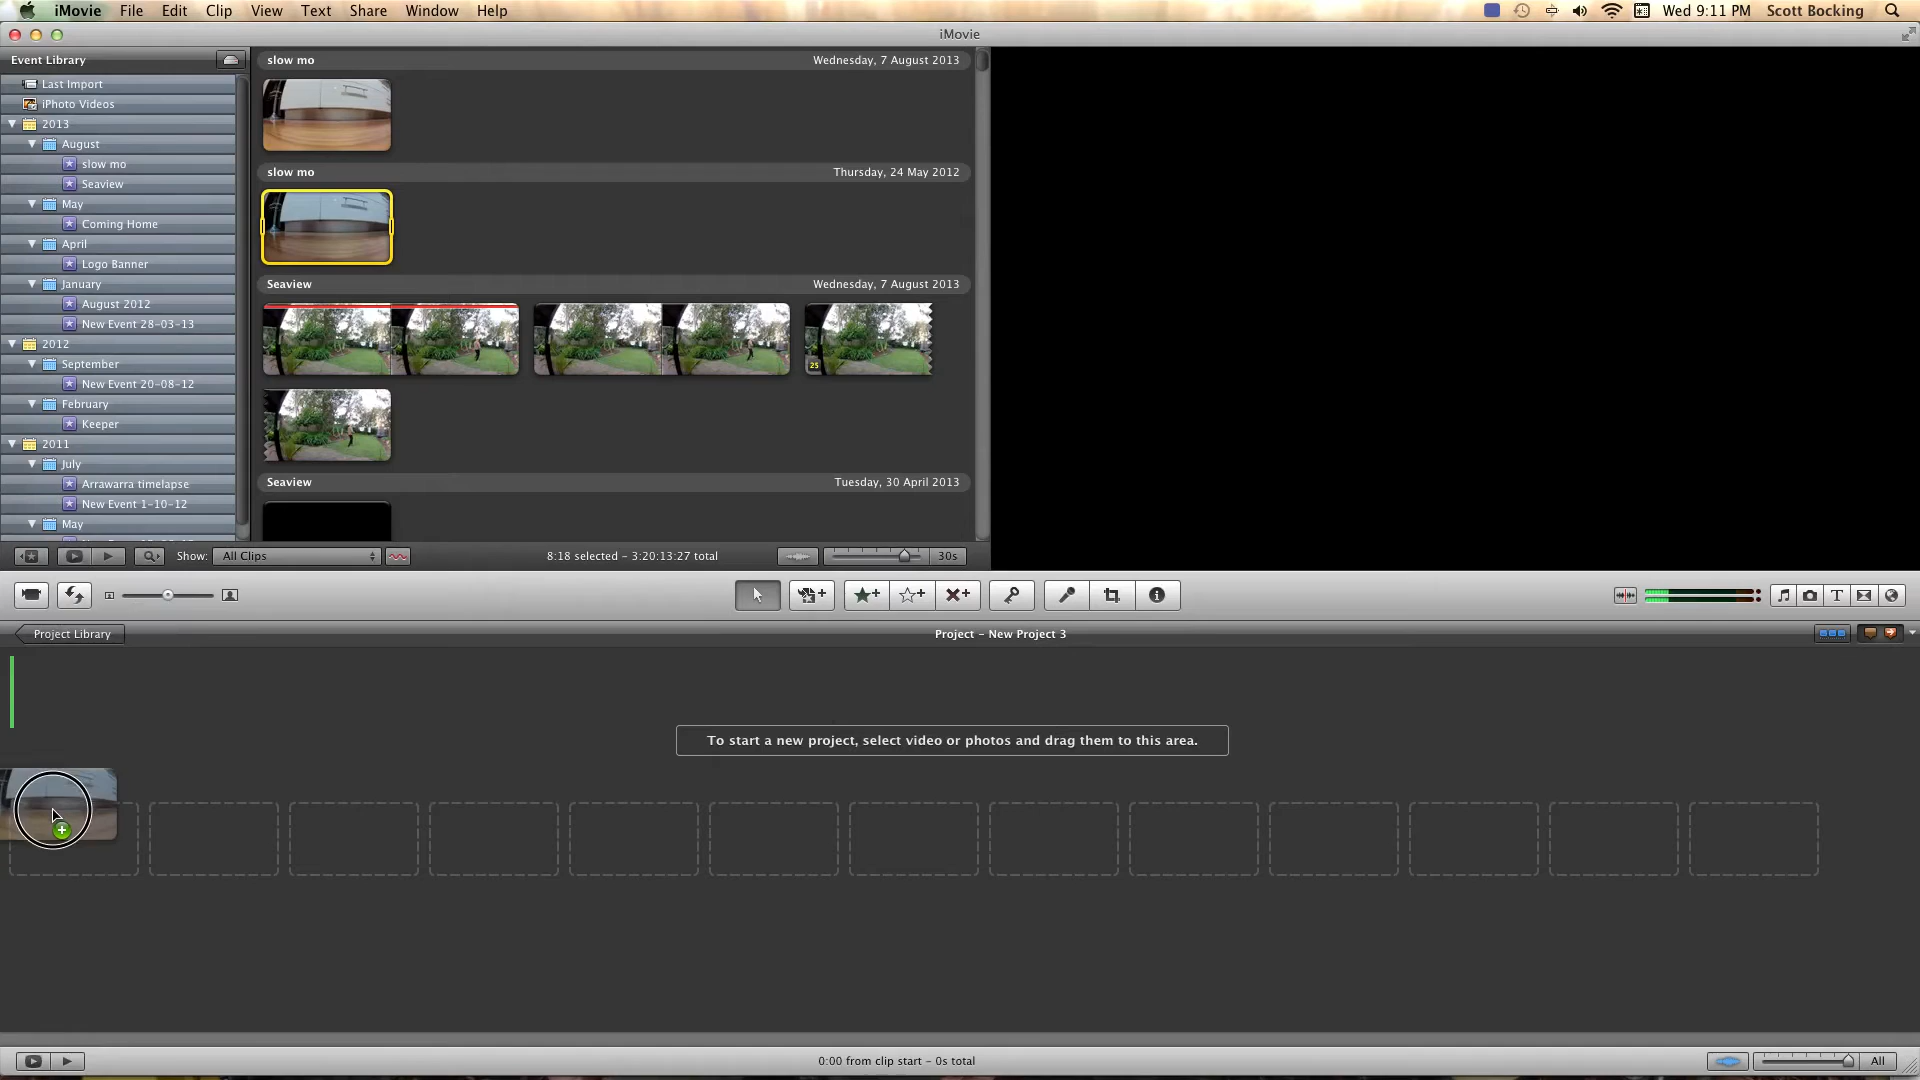 iMovie File Edit Clip View Text Share Window Help Wed 9:11 PM Scott Bocking
iMovie
Event Library
Last Import
iPhoto Videos
2013
August
slow mo
Seaview
May
Coming Home
April
Logo Banner
January
August 2012
New Event 28-03-13
2012
September
New Event 20-08-12
February
Keeper
2011
July
Arrawarra timelapse
New Event 1-10-12
May
slow mo Wednesday, 7 August 2013
slow mo Thursday, 24 May 2012
Seaview Wednesday, 7 August 2013
25
Seaview Tuesday, 30 April 2013
Show: All Clips 8:18 selected - 3:20:13:27 total 30s
Project Library Project - New Project 3
To start a new project, select video or photos and drag them to this area.
0:00 from clip start - 0s total All